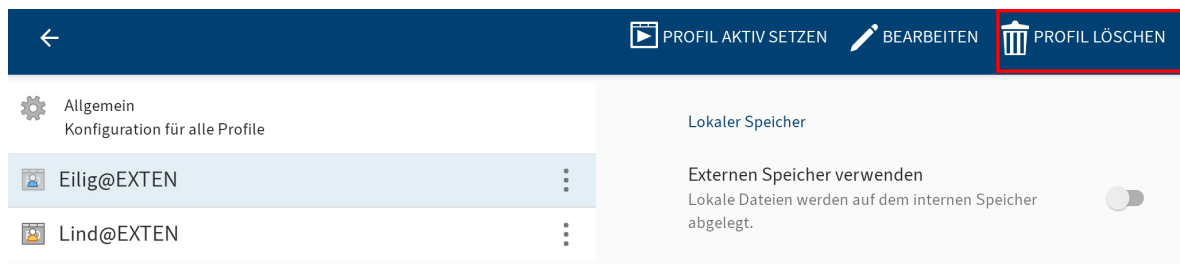 PROFIL AKTIV SETZEN BEARBEITEN PROFIL LÖSCHEN
Allgemein
Konfiguration für alle Profile
Eilig@EXTEN
Lind@EXTEN
Lokaler Speicher
Externen Speicher verwenden
Lokale Dateien werden auf dem internen Speicher
abgelegt.